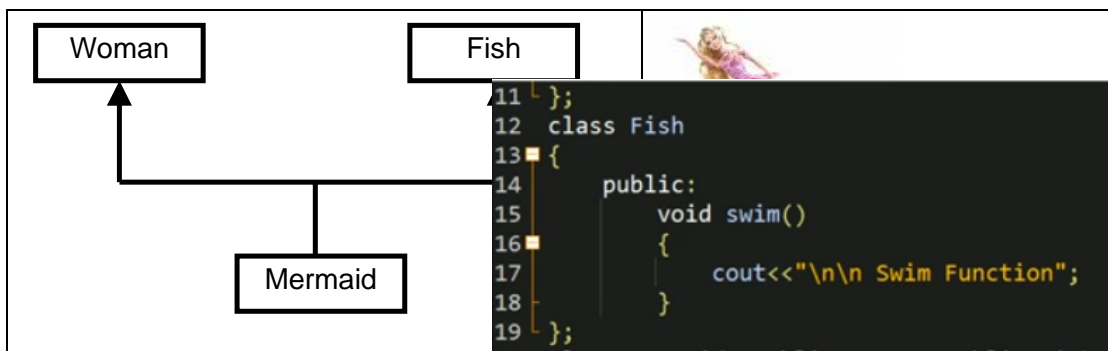 Woman
Fish
Mermaid
11 };
12 class Fish
13 {
14     public:
15         void swim()
16         {
17             cout<<"\n\n Swim Function";
18         }
19 };